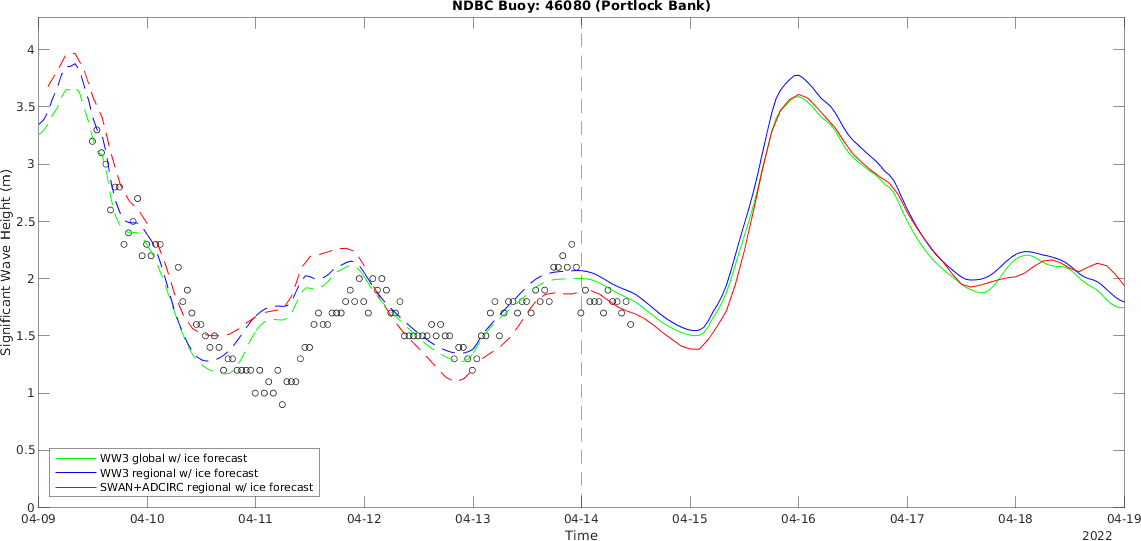 NDBC Buoy: 46080 (Portlock Bank)
Significant Wave Height (m)
4
3.5
3
2.5
2
1.5
1
0.5
0
WW3 global w/ ice forecast
WW3 regional w/ ice forecast
SWAN+ADCIRC regional w/ ice forecast
04-09 04-10 04-11 04-12 04-13 04-14 04-15 04-16 04-17 04-18 04-19
Time
2022